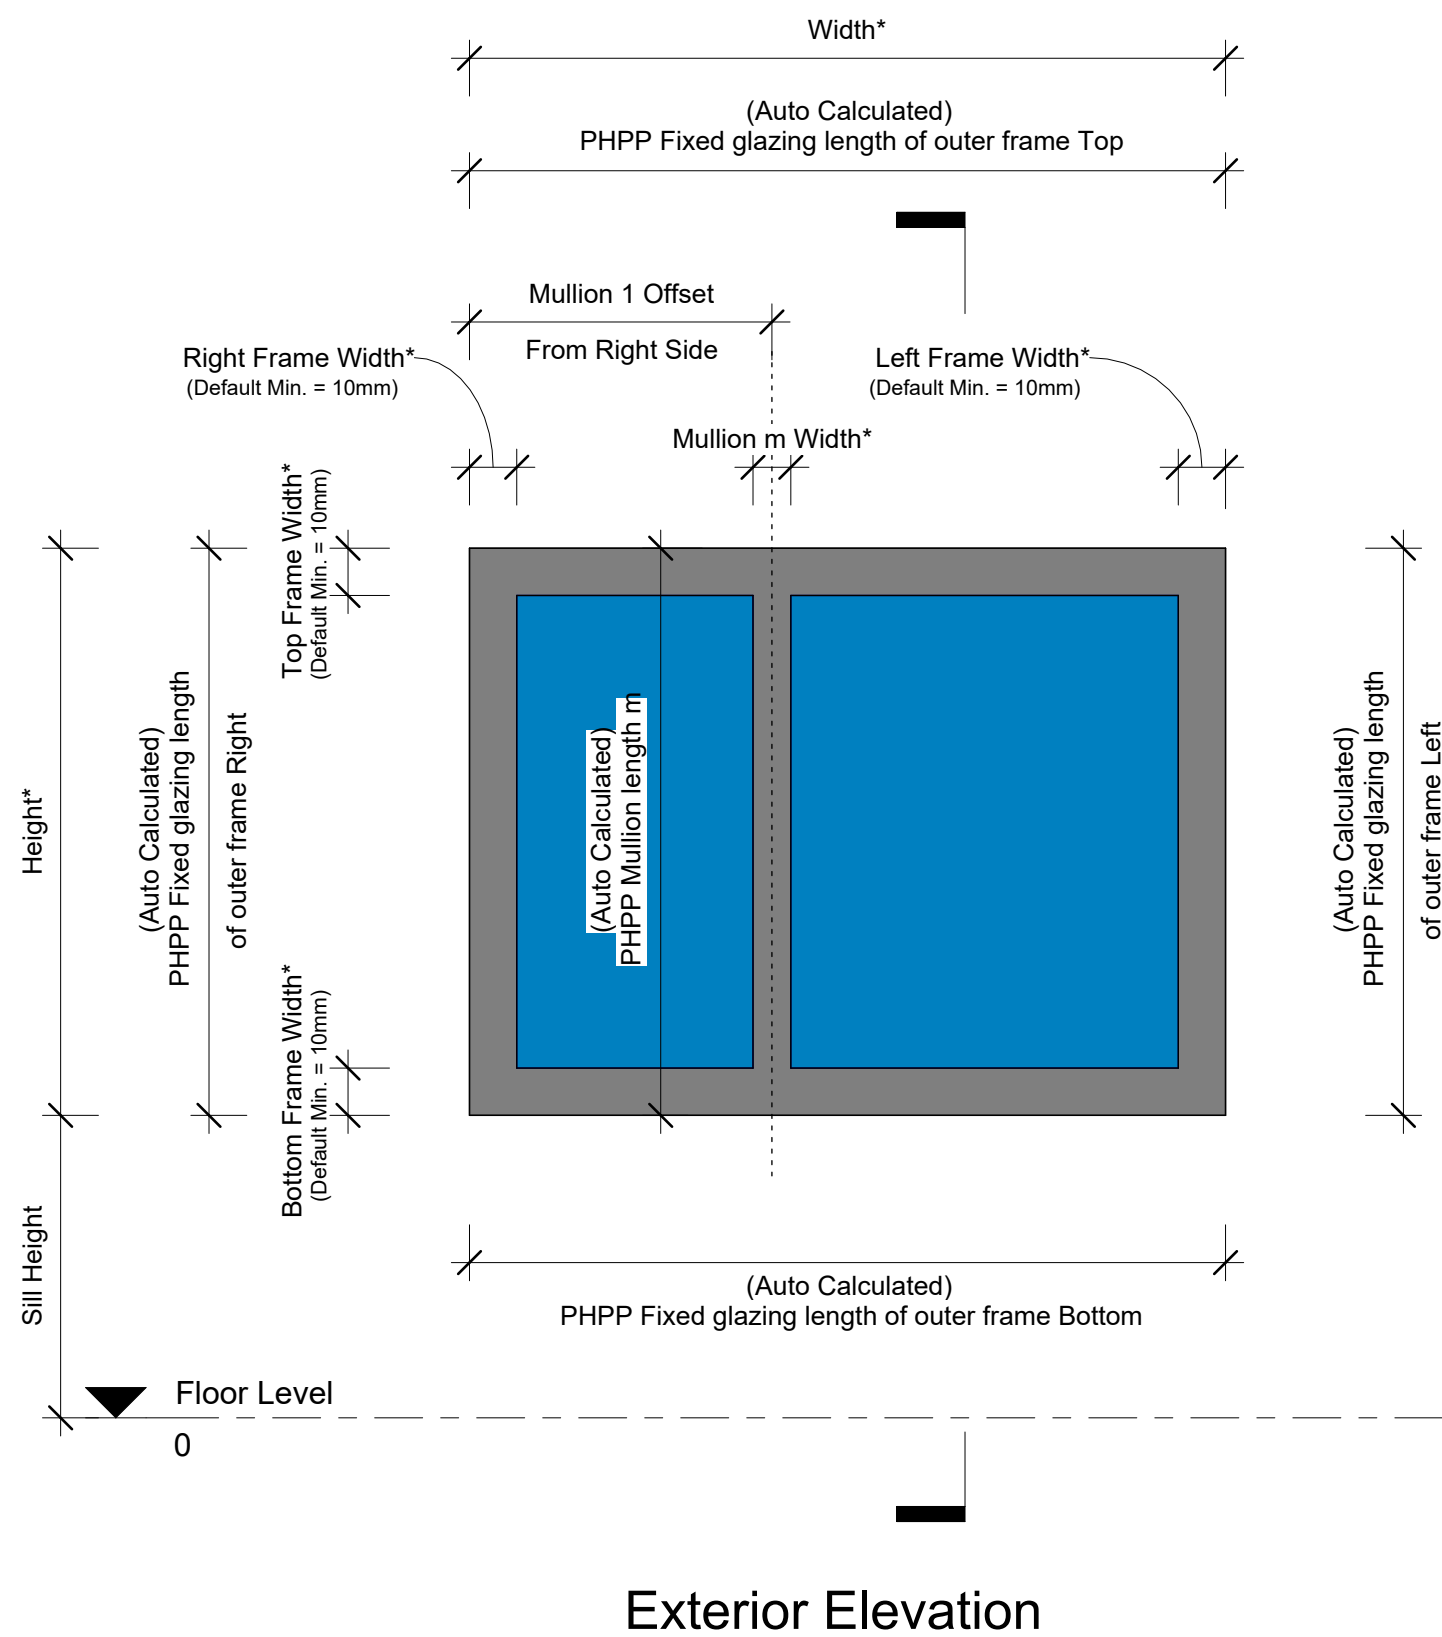 Width*
(Auto Calculated)
PHPP Fixed glazing length of outer frame Top
Mullion 1 Offset
From Right Side
Right Frame Width*
(Default Min. = 10mm)
Left Frame Width*
(Default Min. = 10mm)
Mullion m Width*
Top Frame Width*
(Default Min. = 10mm)
Height*
(Auto Calculated)
PHPP Fixed glazing length
of outer frame Right
(Auto Calculated)
PHPP Mullion length m
(Auto Calculated)
PHPP Fixed glazing length
of outer frame Left
Bottom Frame Width*
(Default Min. = 10mm)
Sill Height
(Auto Calculated)
PHPP Fixed glazing length of outer frame Bottom
Floor Level
0
Exterior Elevation